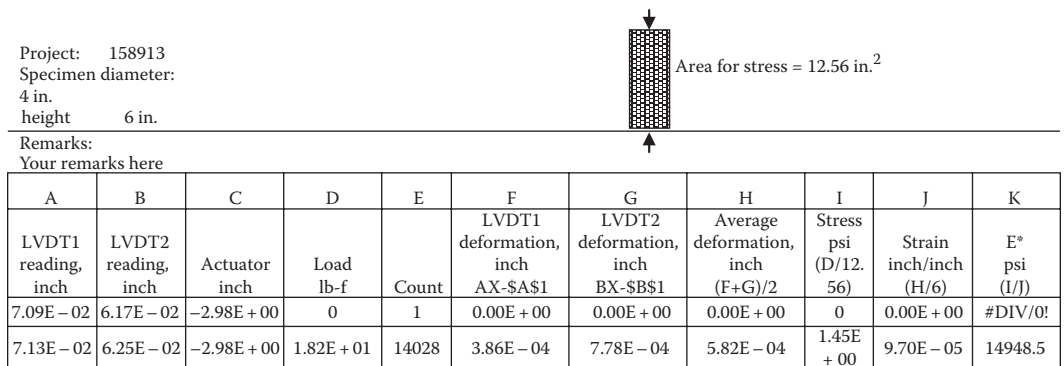 Project: 158913
Specimen diameter:
4 in.
height 6 in.
Area for stress = 12.56 in.²
Remarks:
Your remarks here
A B C D E F G H I J K
LVDT1 reading, inch LVDT2 reading, inch Actuator inch Load lb-f Count LVDT1 deformation, inch AX-$A$1 LVDT2 deformation, inch BX-$B$1 Average deformation, inch (F+G)/2 Stress psi (D/12.56) Strain inch/inch (H/6) E* psi (I/J)
7.09E – 02 6.17E – 02 –2.98E + 00 0 1 0.00E + 00 0.00E + 00 0.00E + 00 0 0.00E + 00 #DIV/0!
7.13E – 02 6.25E – 02 –2.98E + 00 1.82E + 01 14028 3.86E – 04 7.78E – 04 5.82E – 04 1.45E + 00 9.70E – 05 14948.5